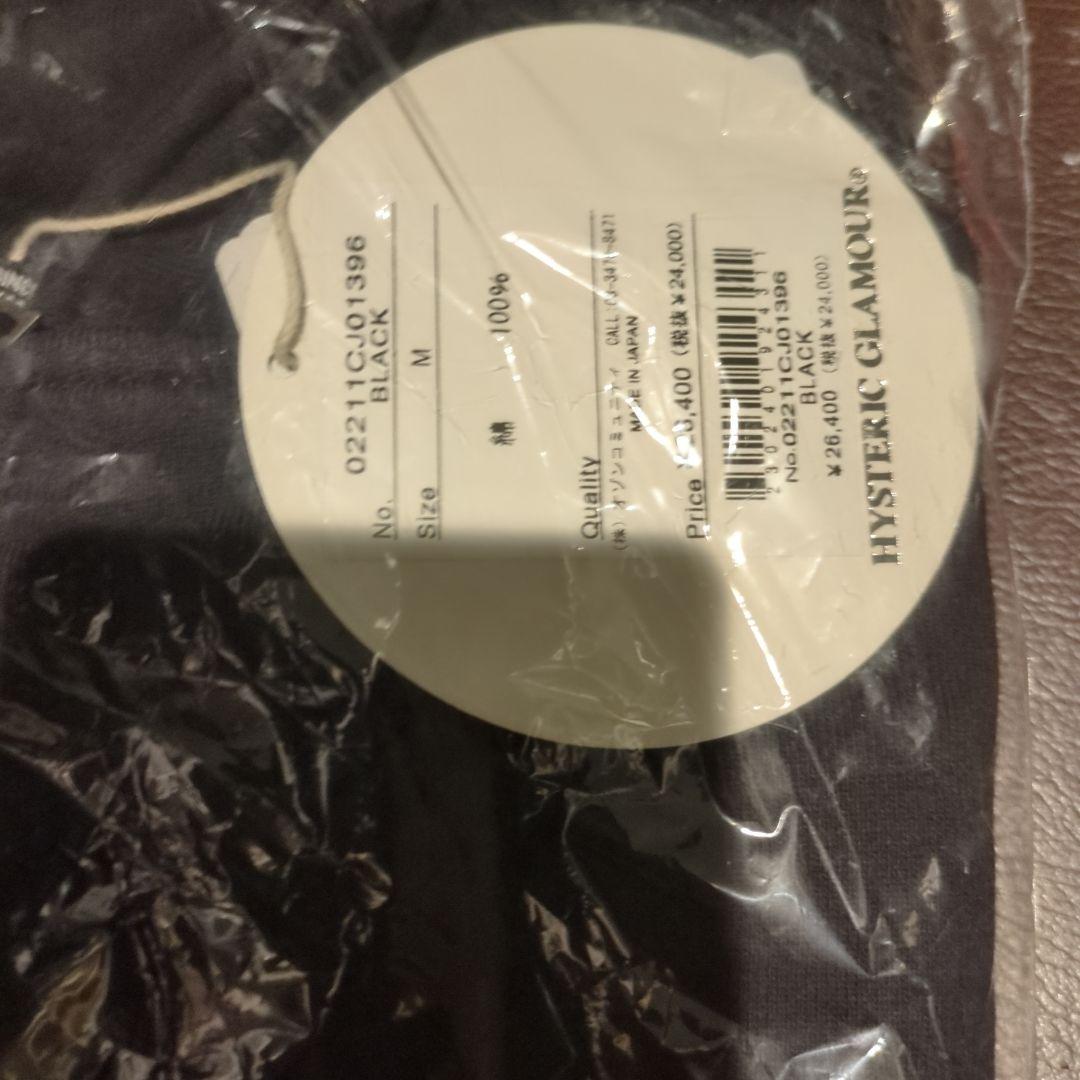 No. 02211CJ01396
BLACK
Size M
綿 100%
Quality
(株)オゾンコミュニティ CALL:03-3478-8471
MADE IN JAPAN
Price ¥26,400 (税抜¥24,000)
No.02211CJ01396
BLACK
¥26,400 (税抜¥24,000)
HYSTERIC GLAMOUR